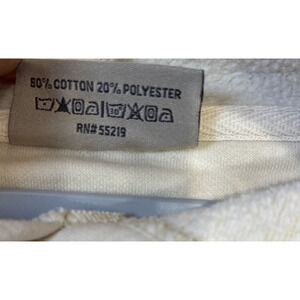 80% COTTON 20% POLYESTER
RN# 55219